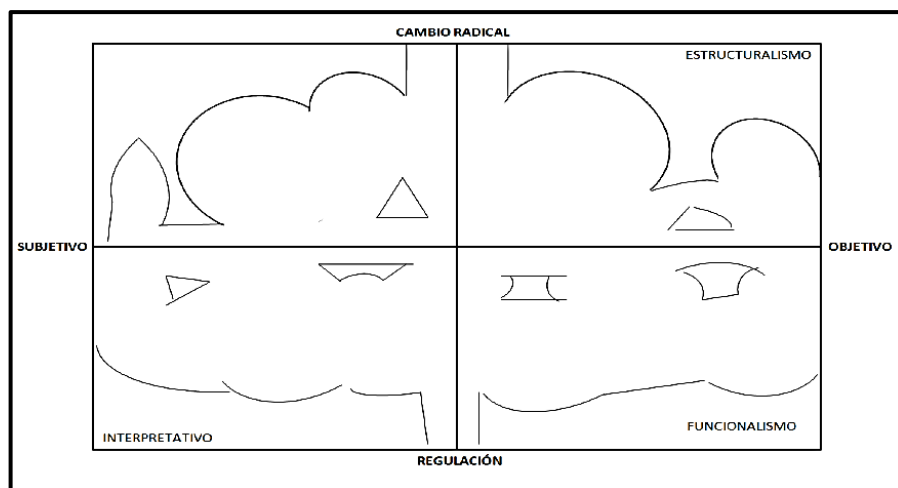 CAMBIO RADICAL
ESTRUCTURALISMO
SUBJETIVO
OBJETIVO
INTERPRETATIVO
FUNCIONALISMO
REGULACIÓN